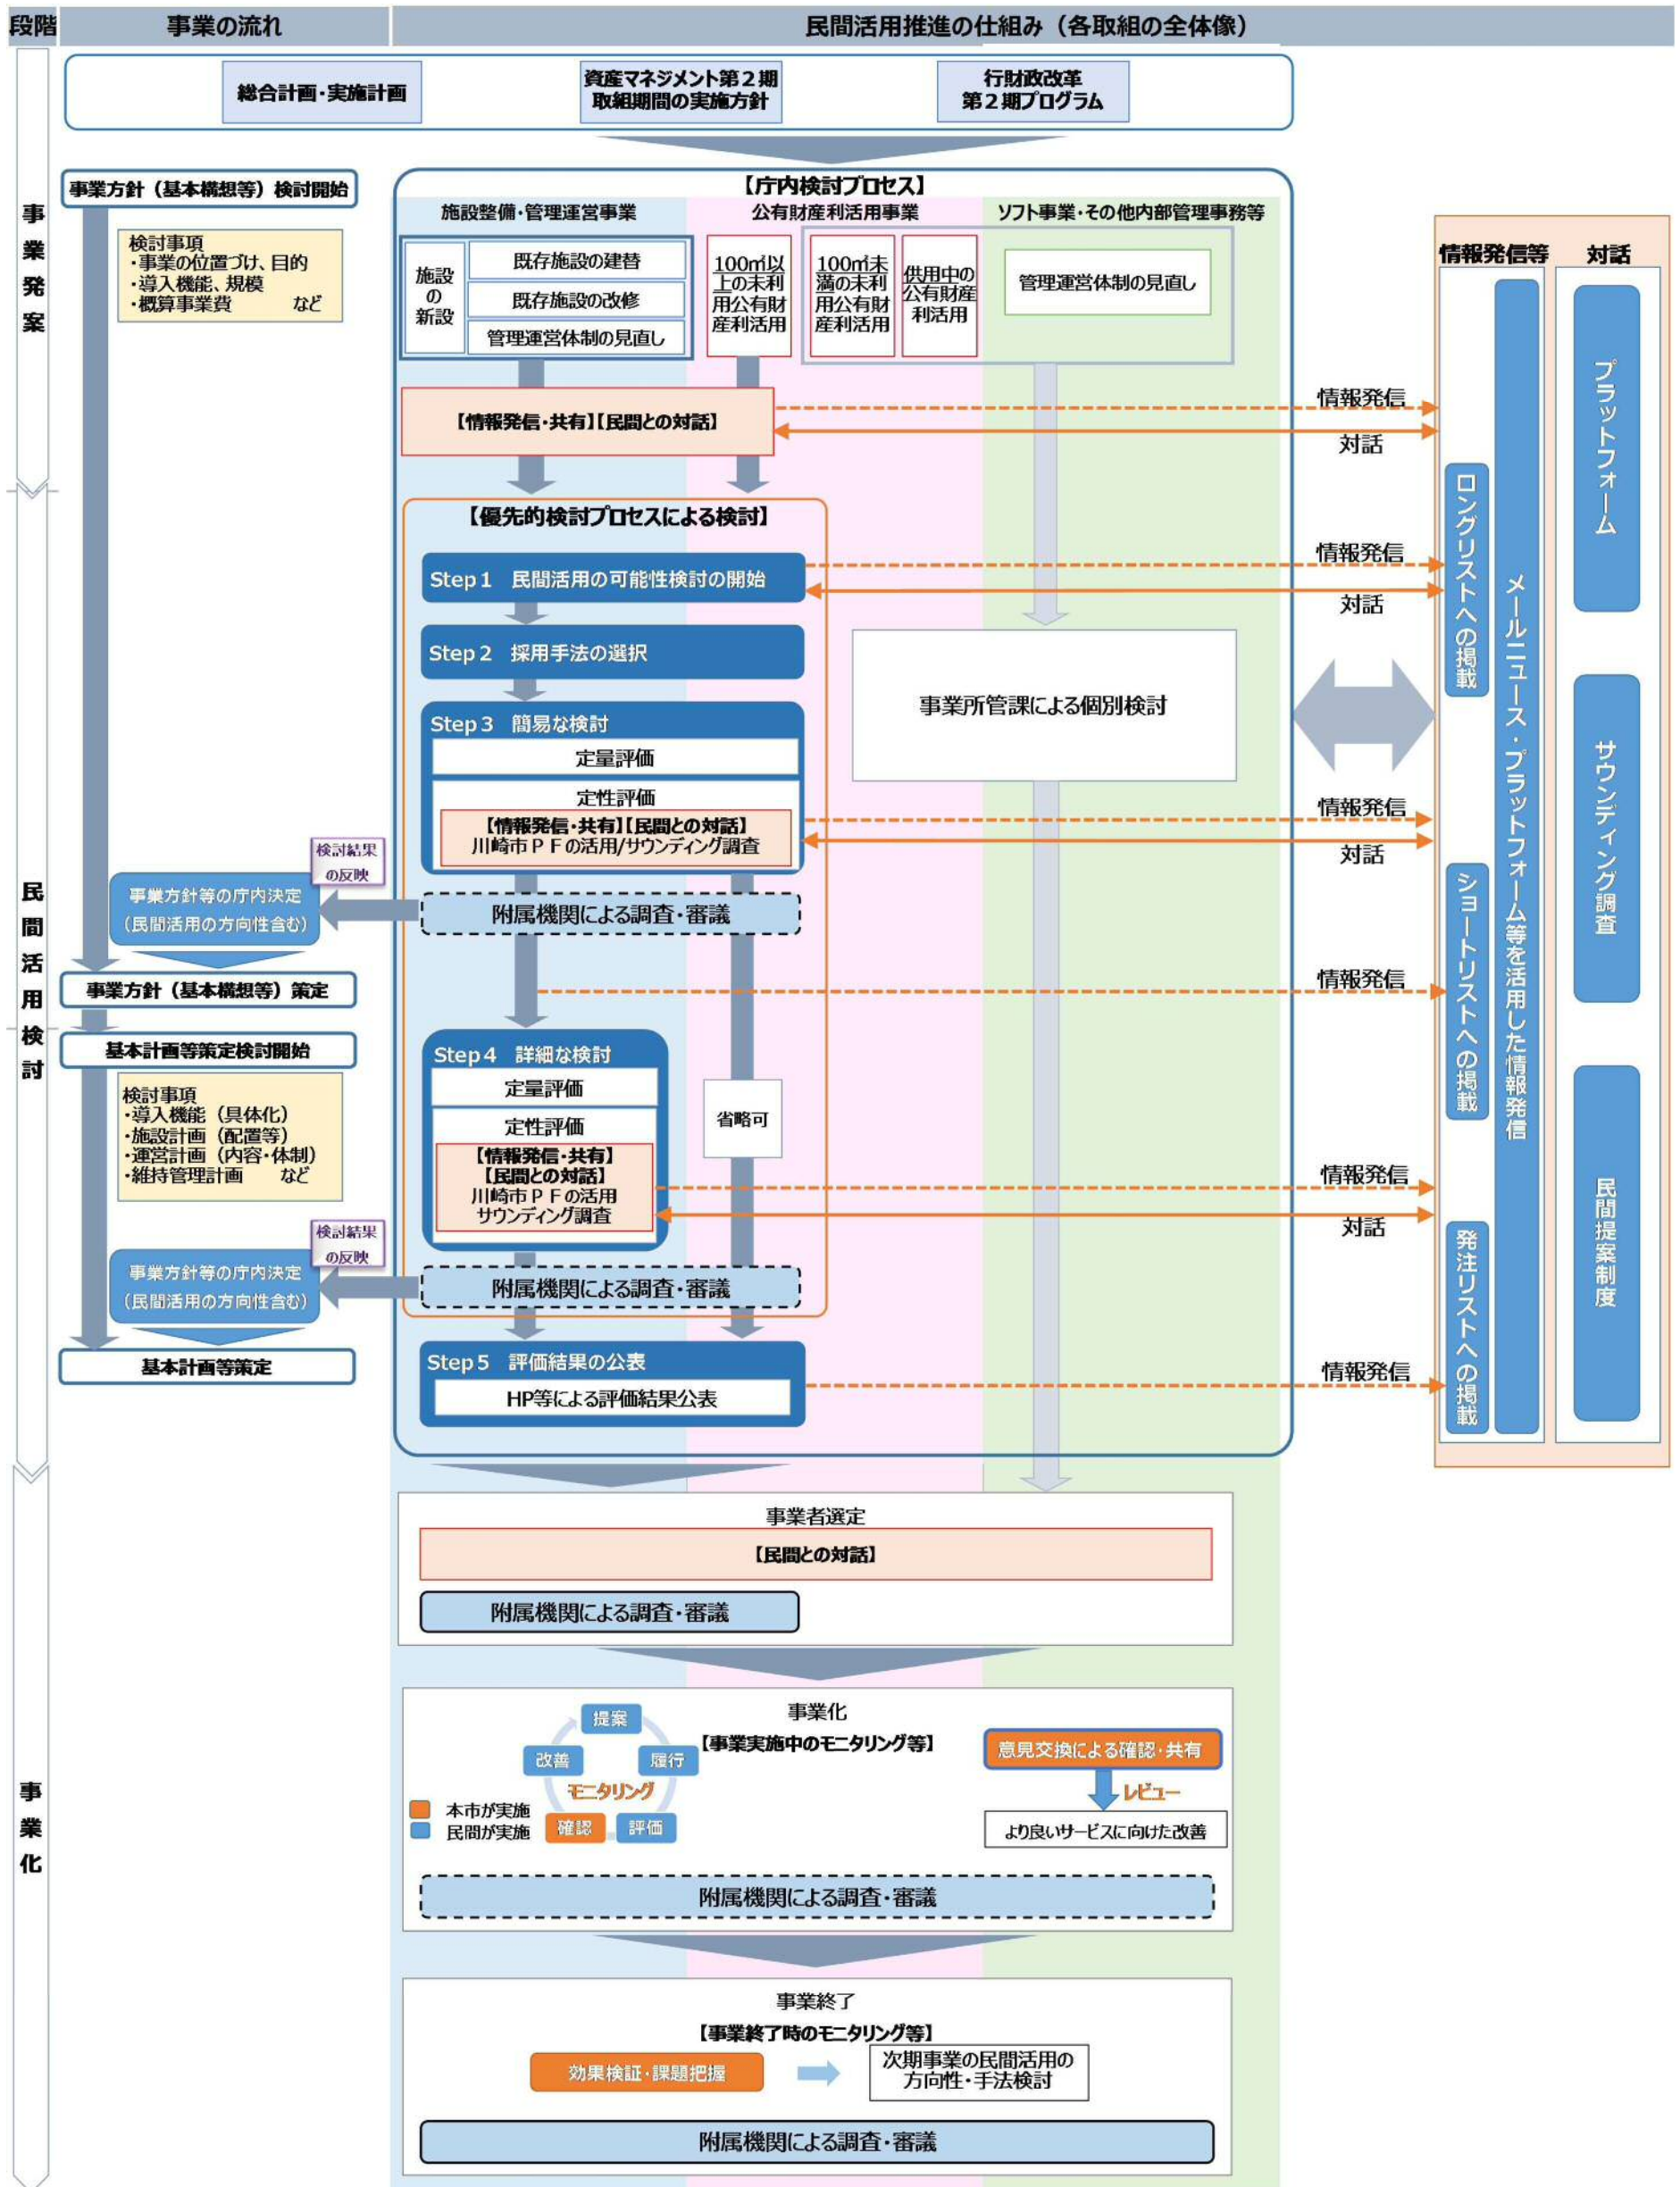 段階
事業の流れ
民間活用推進の仕組み（各取組の全体像）
総合計画・実施計画
資産マネジメント第２期
取組期間の実施方針
行財政改革
第２期プログラム
事業発案
事業方針（基本構想等）検討開始
検討事項
・事業の位置づけ、目的
・導入機能、規模
・概算事業費　　　など
【庁内検討プロセス】
施設整備・管理運営事業
公有財産利活用事業
ソフト事業・その他内部管理事務等
施設
の
新設
既存施設の建替
既存施設の改修
管理運営体制の見直し
100㎡以
上の未利
用公有財
産利活用
100㎡未
満の未利
用公有財
産利活用
供用中の
公有財産
利活用
管理運営体制の見直し
【情報発信・共有】【民間との対話】
情報発信
対話
情報発信等
対話
ロングリストへの掲載
ショートリストへの掲載
発注リストへの掲載
メールニュース・プラットフォーム等を活用した情報発信
プラットフォーム
サウンディング調査
民間提案制度
民間活用検討
【優先的検討プロセスによる検討】
Step１　民間活用の可能性検討の開始
情報発信
対話
Step２　採用手法の選択
Step３　簡易な検討
定量評価
定性評価
【情報発信・共有】【民間との対話】
川崎市ＰＦの活用/サウンディング調査
情報発信
対話
事業所管課による個別検討
附属機関による調査・審議
検討結果
の反映
事業方針等の庁内決定
（民間活用の方向性含む）
事業方針（基本構想等）策定
情報発信
基本計画等策定検討開始
検討事項
・導入機能（具体化）
・施設計画（配置等）
・運営計画（内容・体制）
・維持管理計画　　など
Step４　詳細な検討
定量評価
定性評価
【情報発信・共有】
【民間との対話】
川崎市ＰＦの活用
サウンディング調査
省略可
情報発信
対話
附属機関による調査・審議
検討結果
の反映
事業方針等の庁内決定
（民間活用の方向性含む）
基本計画等策定
Step５　評価結果の公表
HP等による評価結果公表
情報発信
事業化
事業者選定
【民間との対話】
附属機関による調査・審議
事業化
【事業実施中のモニタリング等】
提案
履行
評価
確認
改善
モニタリング
本市が実施
民間が実施
意見交換による確認・共有
レビュー
より良いサービスに向けた改善
附属機関による調査・審議
事業終了
【事業終了時のモニタリング等】
効果検証・課題把握
次期事業の民間活用の
方向性・手法検討
附属機関による調査・審議